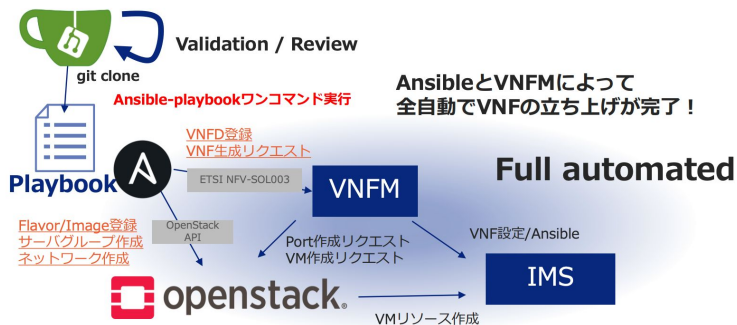 Validation / Review
git clone
Ansible-playbookワンコマンド実行
AnsibleとVNFMによって
全自動でVNFの立ち上げが完了！
VNFD登録
VNF生成リクエスト
Playbook
ETSI NFV-SOL003
VNFM
Full automated
Flavor/Image登録
サーバグループ作成
ネットワーク作成
OpenStack
API
Port作成リクエスト
VM作成リクエスト
VNF設定/Ansible
openstack.
IMS
VMリソース作成